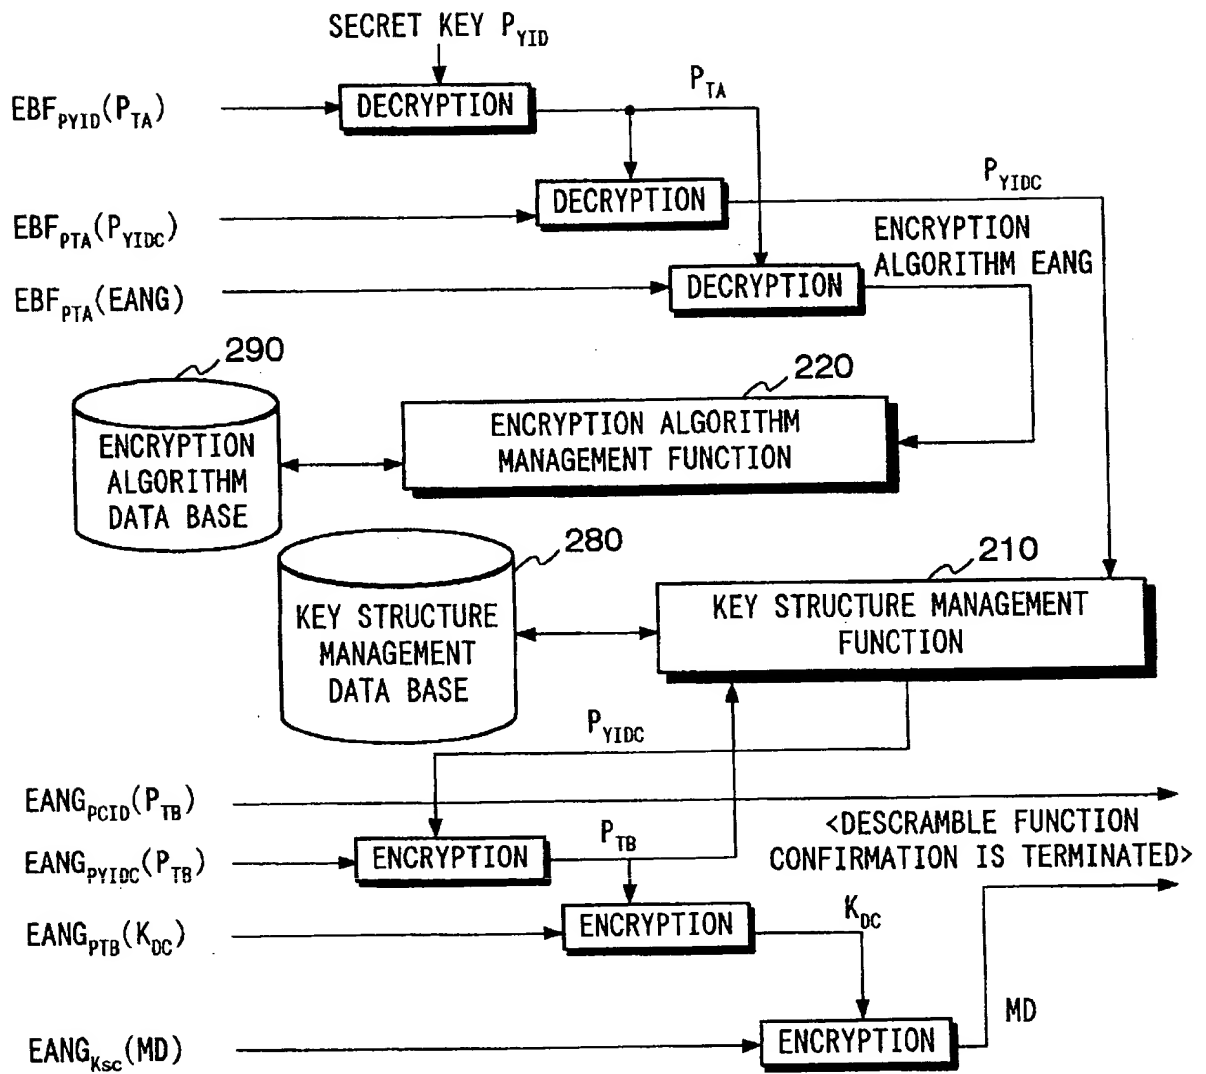 SECRET KEY P_YID
EBF_PYID(P_TA)
DECRYPTION
P_TA
EBF_PTA(P_YIDC)
DECRYPTION
P_YIDC
EBF_PTA(EANG)
DECRYPTION
ENCRYPTION
ALGORITHM EANG
290
ENCRYPTION
ALGORITHM
DATA BASE
220
ENCRYPTION ALGORITHM
MANAGEMENT FUNCTION
280
KEY STRUCTURE
MANAGEMENT
DATA BASE
210
KEY STRUCTURE MANAGEMENT
FUNCTION
P_YIDC
EANG_PCID(P_TB)
<DESCRAMBLE FUNCTION
CONFIRMATION IS TERMINATED>
EANG_PYIDC(P_TB)
ENCRYPTION
P_TB
EANG_PTB(K_DC)
ENCRYPTION
K_DC
EANG_Ksc(MD)
ENCRYPTION
MD